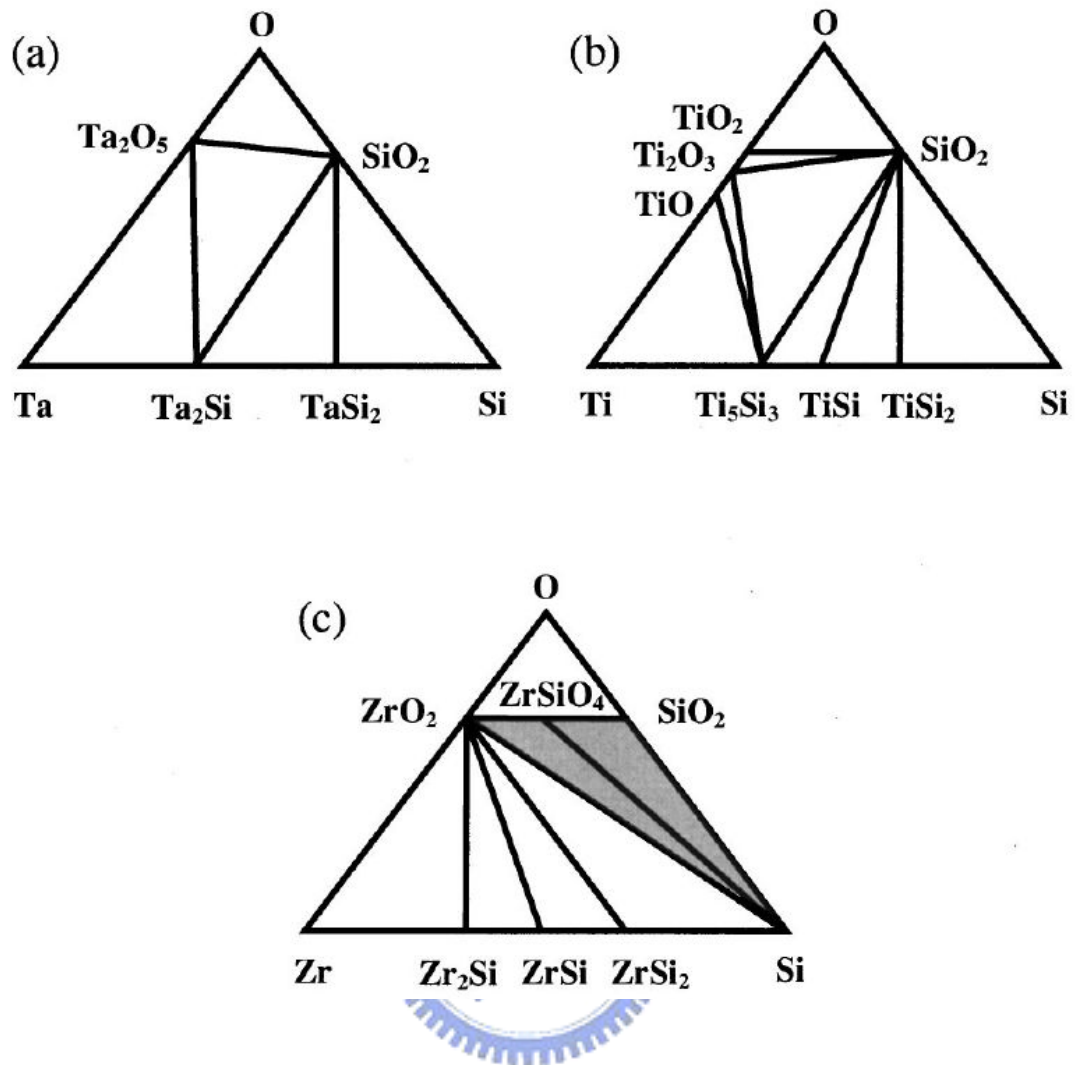 (a)
O
Ta₂O₅
SiO₂
Ta Ta₂Si TaSi₂ Si
(b)
O
TiO₂
Ti₂O₃
SiO₂
TiO
Ti Ti₅Si₃ TiSi TiSi₂ Si
(c)
O
ZrSiO₄
ZrO₂
SiO₂
Zr Zr₂Si ZrSi ZrSi₂ Si